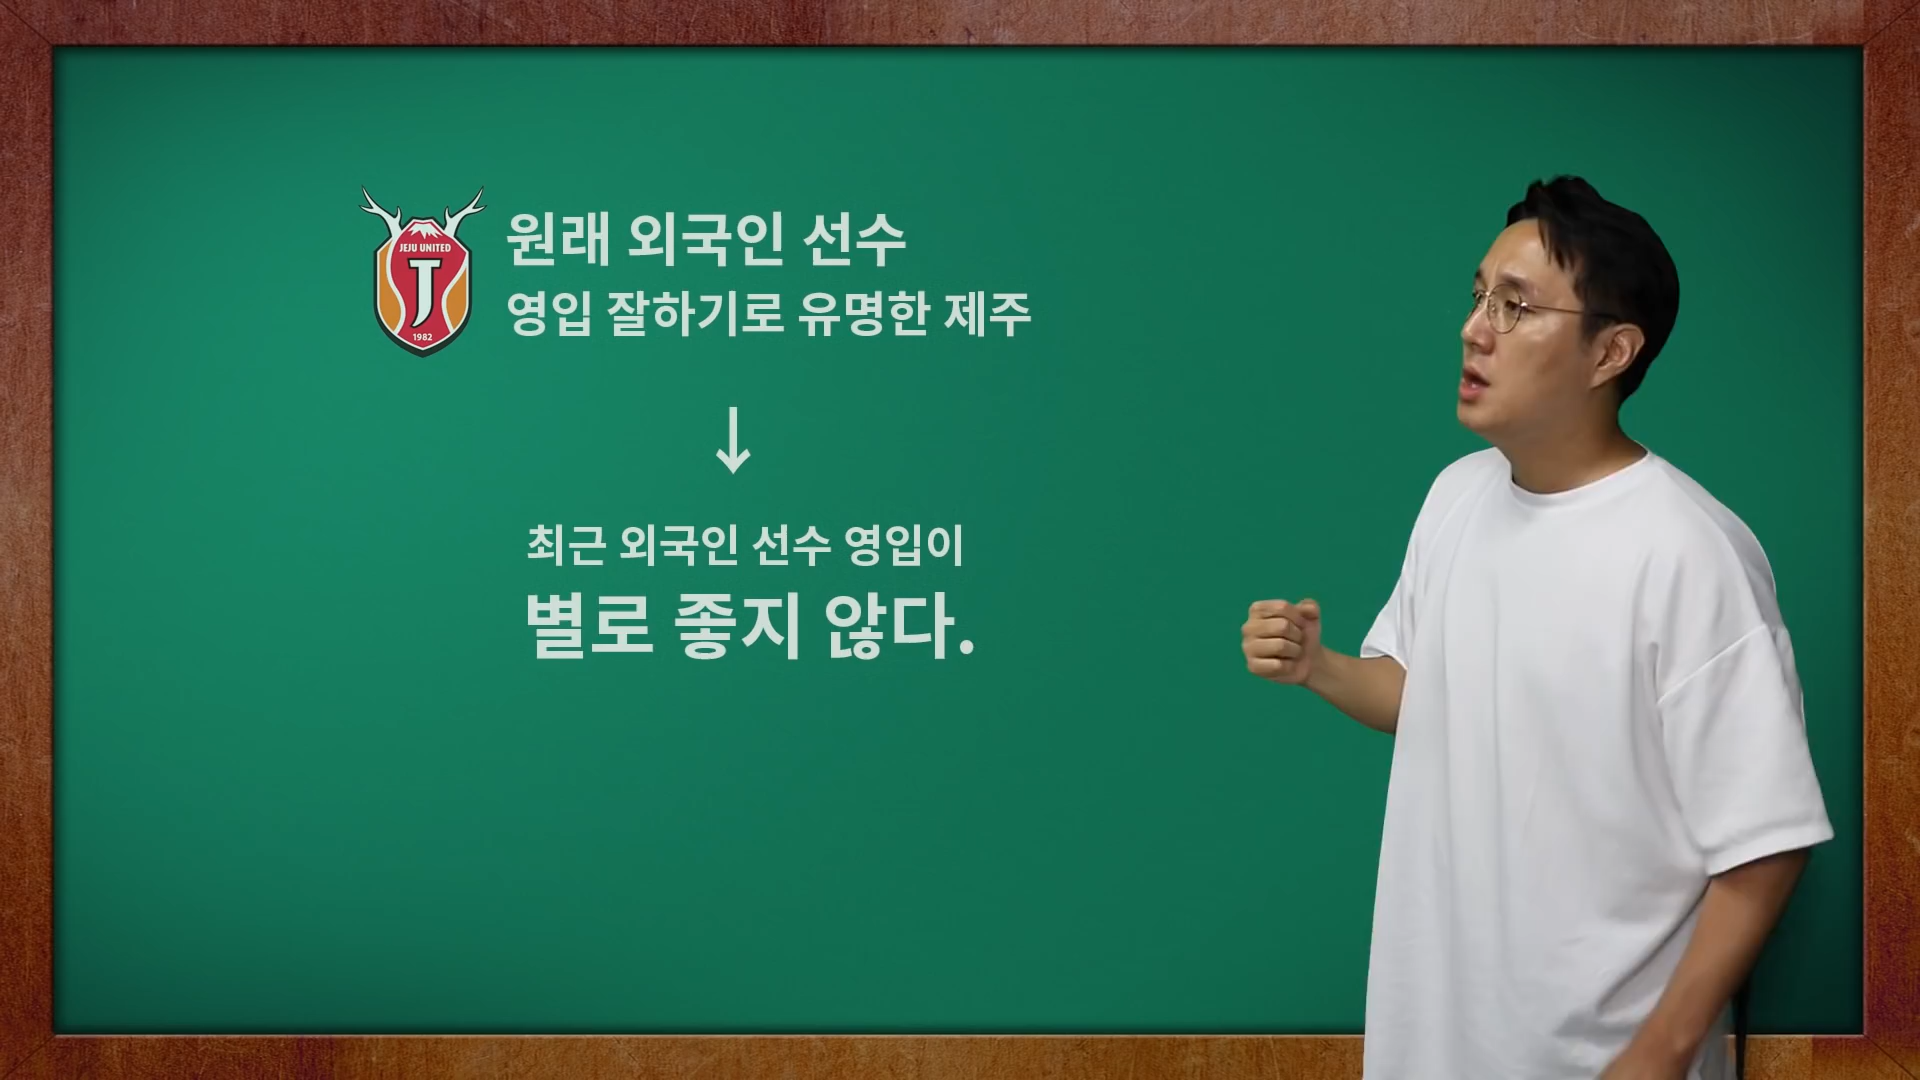 JEJU UNITED
J
1982
원래 외국인 선수
영입 잘하기로 유명한 제주
↓
최근 외국인 선수 영입이
별로 좋지 않다.